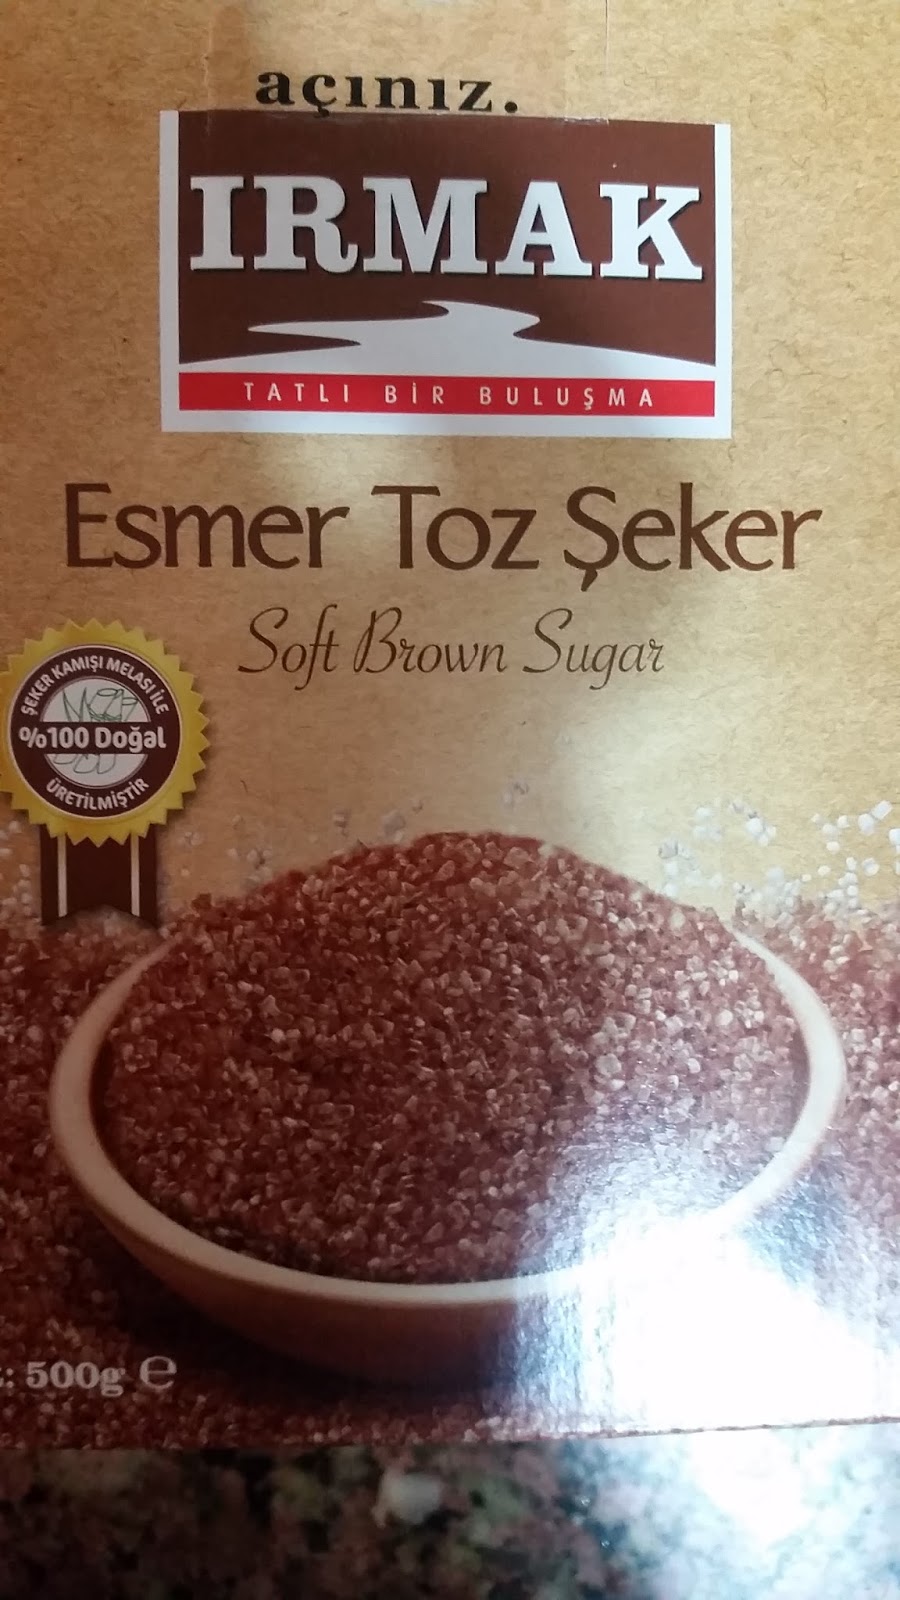 açınız.
IRMAK
TATLI BİR BULUŞMA
Esmer Toz Şeker
Soft Brown Sugar
ŞEKER KAMIŞI MELASI İLE
%100 Doğal
ÜRETİLMİŞTİR
: 500g ℮